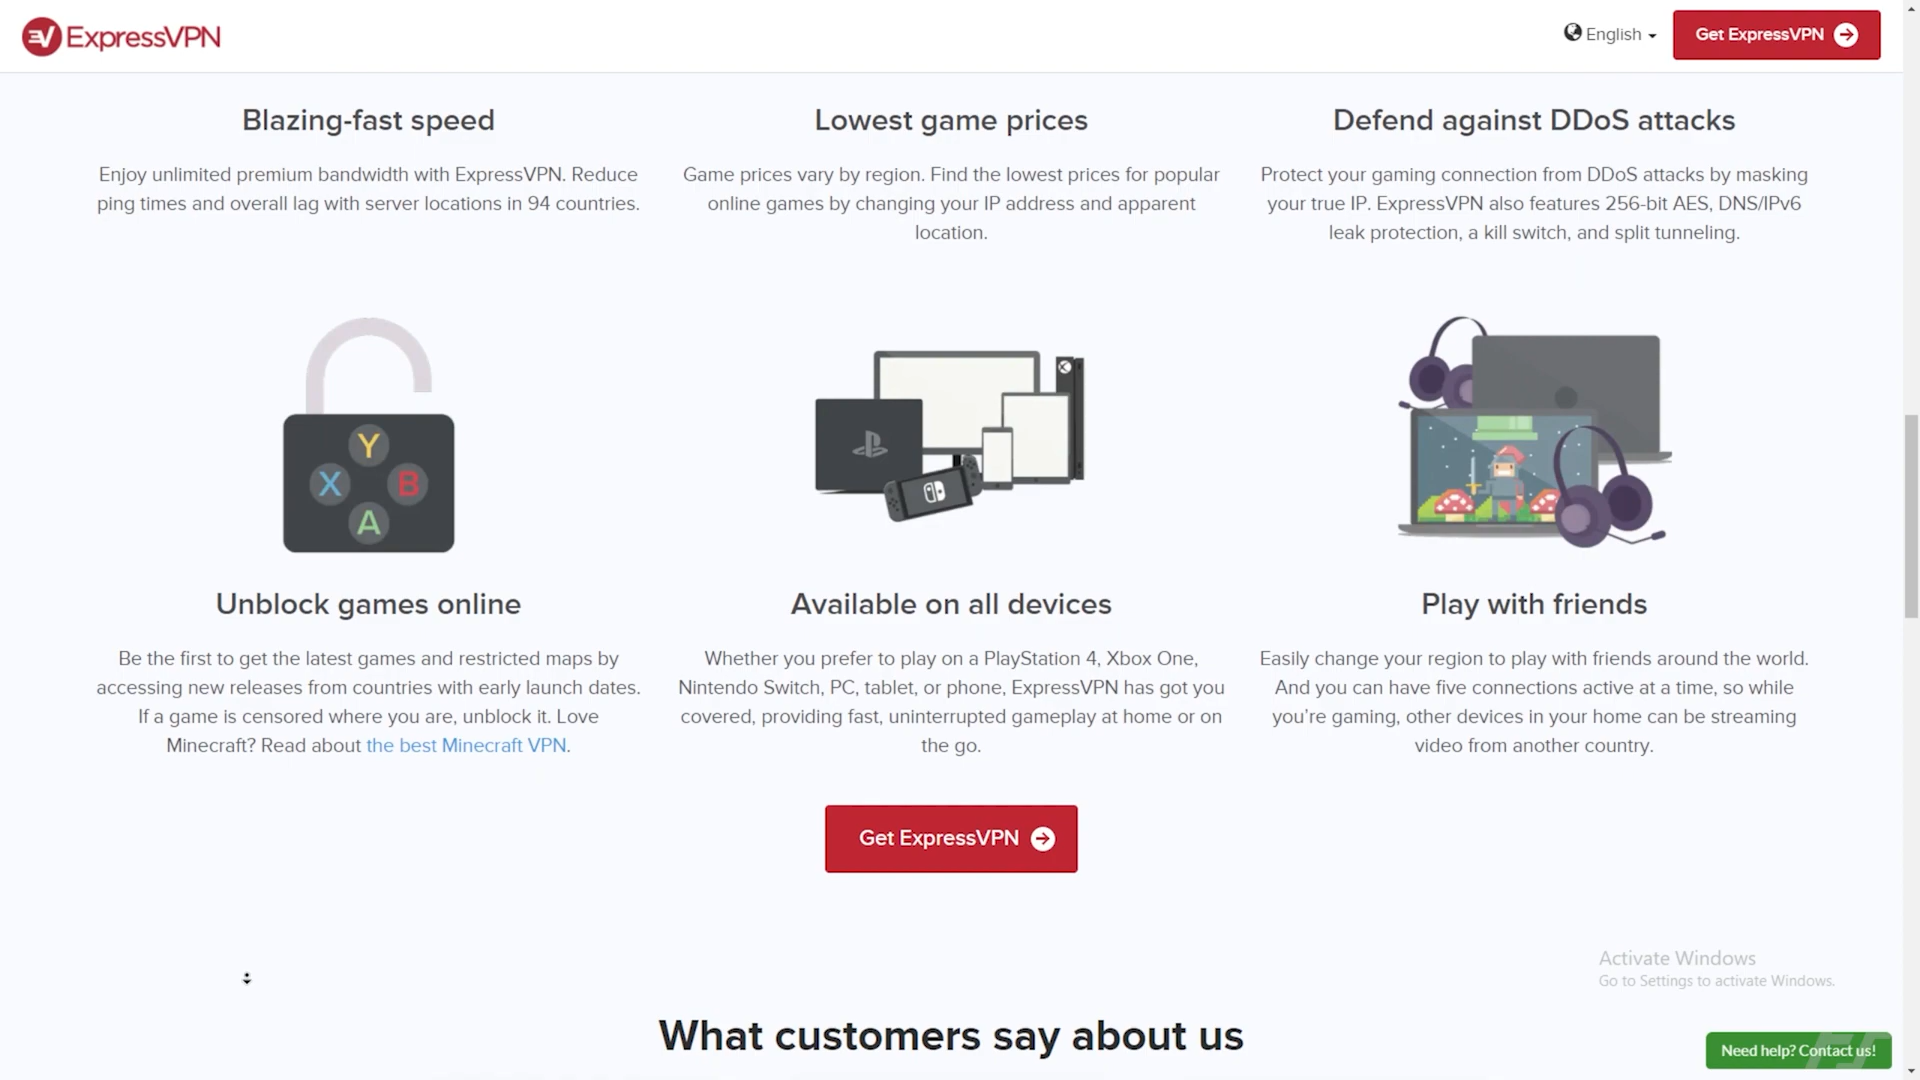 ExpressVPN
English
Get ExpressVPN
Blazing-fast speed
Enjoy unlimited premium bandwidth with ExpressVPN. Reduce
ping times and overall lag with server locations in 94 countries.
Lowest game prices
Game prices vary by region. Find the lowest prices for popular
online games by changing your IP address and apparent
location.
Defend against DDoS attacks
Protect your gaming connection from DDoS attacks by masking
your true IP. ExpressVPN also features 256-bit AES, DNS/IPv6
leak protection, a kill switch, and split tunneling.
Y
X B
A
Unblock games online
Be the first to get the latest games and restricted maps by
accessing new releases from countries with early launch dates.
If a game is censored where you are, unblock it. Love
Minecraft? Read about the best Minecraft VPN.
Available on all devices
Whether you prefer to play on a PlayStation 4, Xbox One,
Nintendo Switch, PC, tablet, or phone, ExpressVPN has got you
covered, providing fast, uninterrupted gameplay at home or on
the go.
Play with friends
Easily change your region to play with friends around the world.
And you can have five connections active at a time, so while
you’re gaming, other devices in your home can be streaming
video from another country.
Get ExpressVPN
Activate Windows
Go to Settings to activate Windows.
What customers say about us
Need help? Contact us!